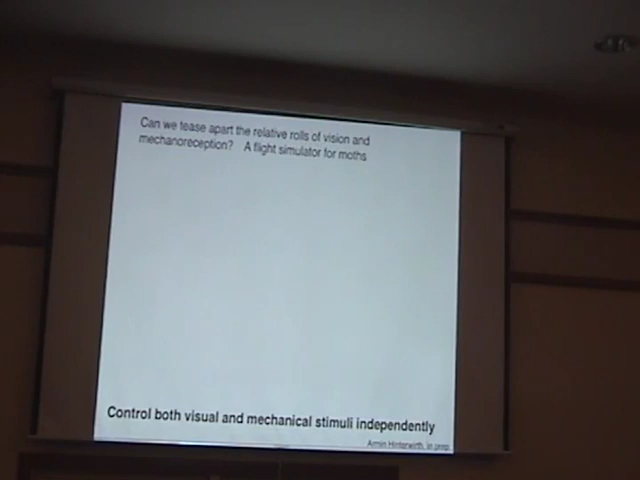 Can we tease apart the relative rolls of vision and
mechanoreception? A flight simulator for moths
Control both visual and mechanical stimuli independently
Armin Hinterwirth, in prep.